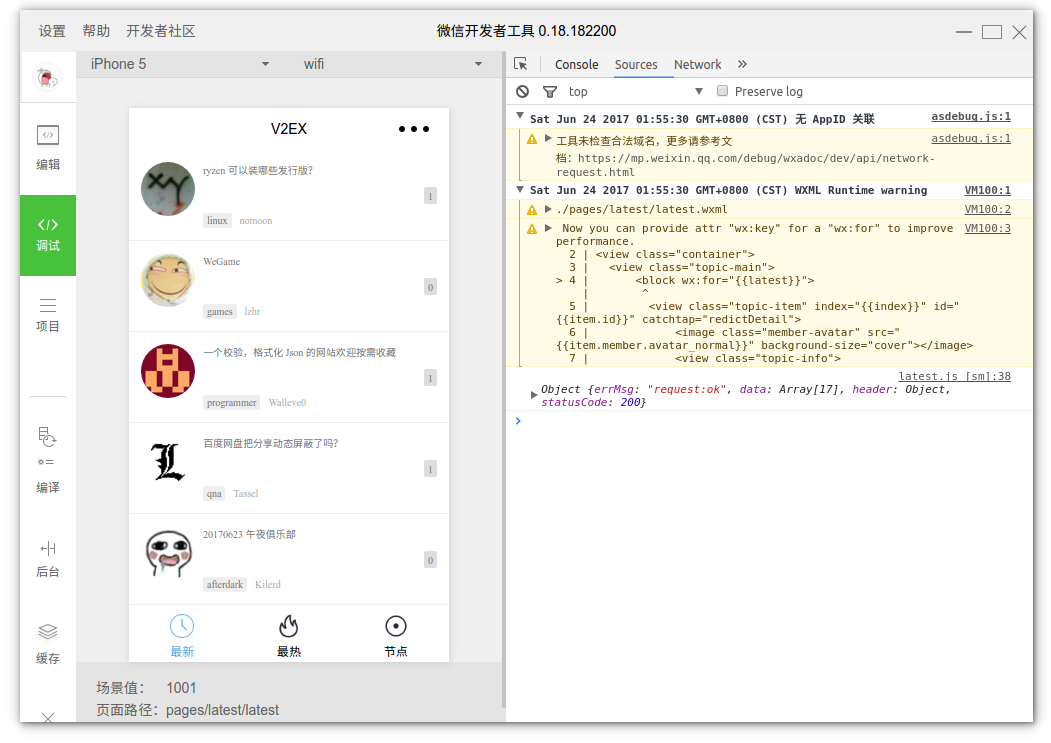 设置 帮助 开发者社区 微信开发者工具 0.18.182200
编辑
调试
项目
编译
后台
缓存
iPhone 5 wifi
V2EX
ryzen 可以装哪些发行版?
1
linux nomoon
WeGame
0
games lzhr
一个校验，格式化 Json 的网站欢迎按需收藏
1
programmer Walleve0
百度网盘把分享动态屏蔽了吗?
1
qna Tassel
20170623 午夜俱乐部
0
afterdark Kilerd
最新 最热 节点
场景值： 1001
页面路径： pages/latest/latest
Console Sources Network »
top Preserve log
Sat Jun 24 2017 01:55:30 GMT+0800 (CST) 无 AppID 关联 asdebug.js:1
工具未检查合法域名，更多请参考文 asdebug.js:1
档：https://mp.weixin.qq.com/debug/wxadoc/dev/api/network-
request.html
Sat Jun 24 2017 01:55:30 GMT+0800 (CST) WXML Runtime warning VM100:1
./pages/latest/latest.wxml VM100:2
Now you can provide attr "wx:key" for a "wx:for" to improve VM100:3
performance.
2 | <view class="container">
3 | <view class="topic-main">
> 4 | <block wx:for="{{latest}}">
| ^
5 | <view class="topic-item" index="{{index}}" id="
{{item.id}}" catchtap="redictDetail">
6 | <image class="member-avatar" src="
{{item.member.avatar_normal}}" background-size="cover"></image>
7 | <view class="topic-info">
latest.js [sm]:38
Object {errMsg: "request:ok", data: Array[17], header: Object,
statusCode: 200}